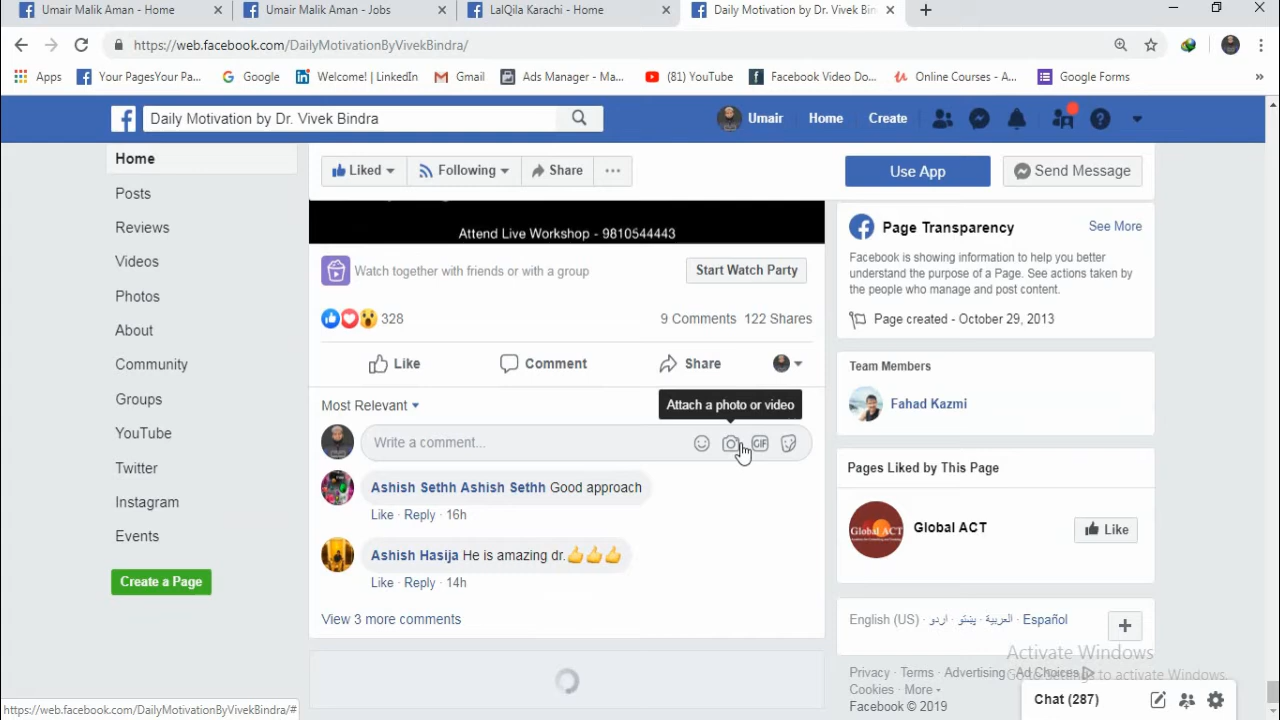 Umair Malik Aman - Home
Umair Malik Aman - Jobs
LalQila Karachi - Home
Daily Motivation by Dr. Vivek Bin
https://web.facebook.com/DailyMotivationByVivekBindra/
Apps
Your PagesYour Pa...
Google
Welcome! | LinkedIn
Gmail
Ads Manager - Ma...
(81) YouTube
Facebook Video Do...
Online Courses - A...
Google Forms
»
Daily Motivation by Dr. Vivek Bindra
Umair
Home
Create
Home
Posts
Reviews
Videos
Photos
About
Community
Groups
YouTube
Twitter
Instagram
Events
Create a Page
Liked
Following
Share
...
Use App
Send Message
Attend Live Workshop - 9810544443
Watch together with friends or with a group
Start Watch Party
328
9 Comments 122 Shares
Like
Comment
Share
Most Relevant
Attach a photo or video
Write a comment...
GIF
Ashish Sethh Ashish Sethh Good approach
Like · Reply · 16h
Ashish Hasija He is amazing dr.👍👍👍
Like · Reply · 14h
View 3 more comments
Page Transparency
See More
Facebook is showing information to help you better
understand the purpose of a Page. See actions taken by
the people who manage and post content.
Page created - October 29, 2013
Team Members
Fahad Kazmi
Pages Liked by This Page
Global ACT
Global ACT
Like
English (US) · اردو · پښتو · العربية · Español
Activate Windows
Go to Settings to activate Windows.
Privacy · Terms · Advertising · Ad Choices
Cookies · More
Facebook © 2019
Chat (287)
https://web.facebook.com/DailyMotivationByVivekBindra/#